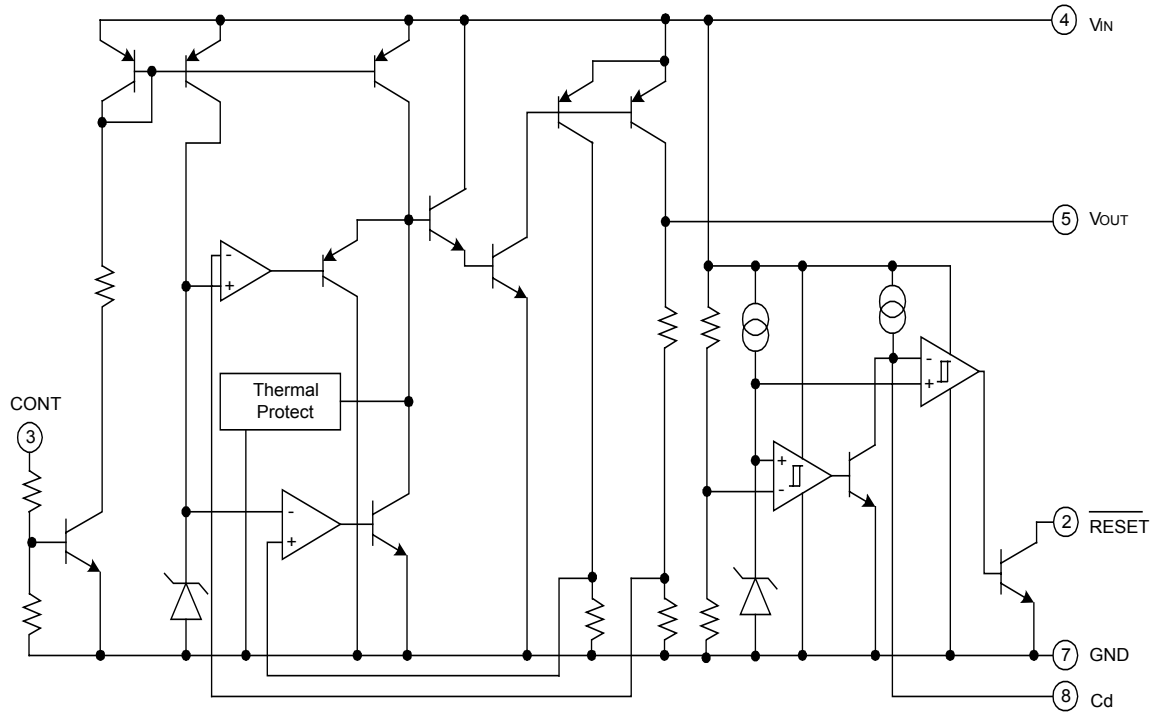 4 VIN
5 VOUT
-
+
Thermal
Protect
CONT
3
-
+
-
+
+
-
2 RESET
7 GND
8 Cd